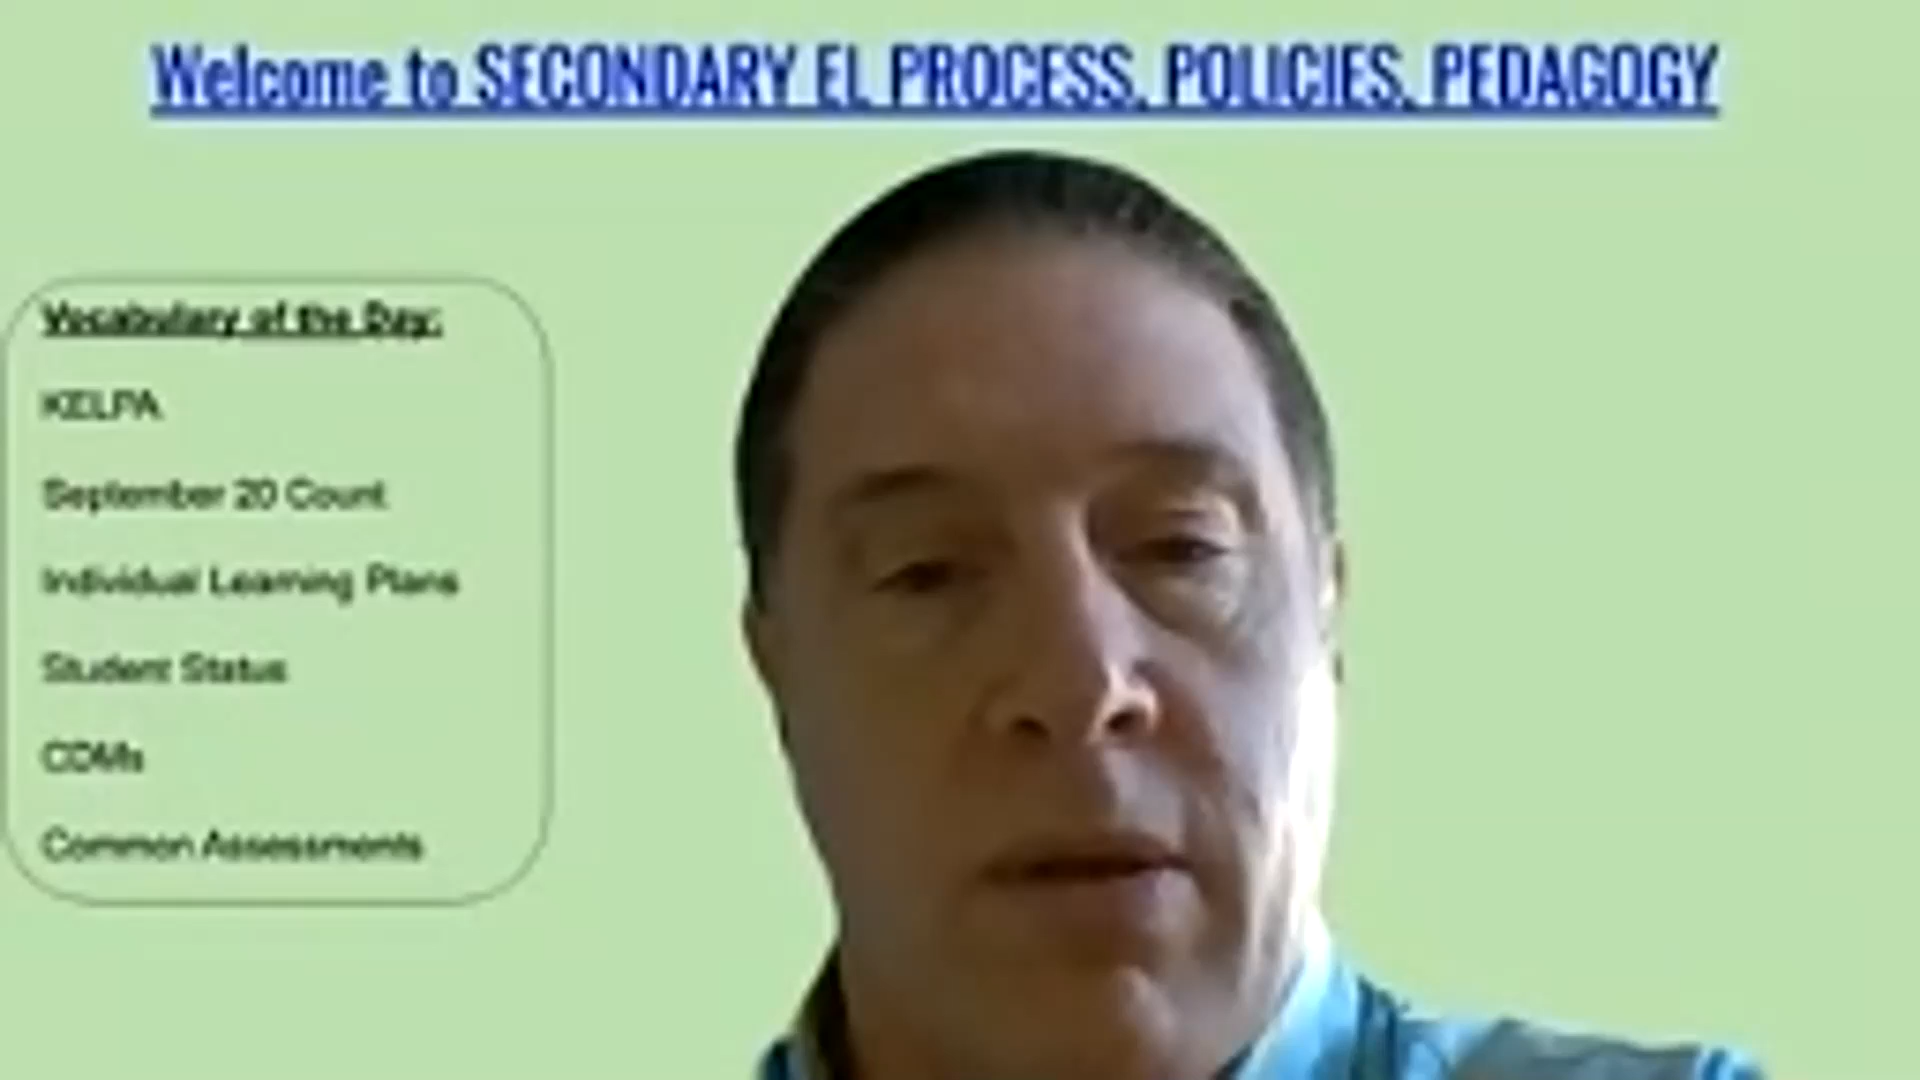 Welcome to SECONDARY EL PROCESS, POLICIES, PEDAGOGY
Vocabulary of the Day:
KELPA
September 20 Count
Individual Learning Plans
Student Status
CDMs
Common Assessments